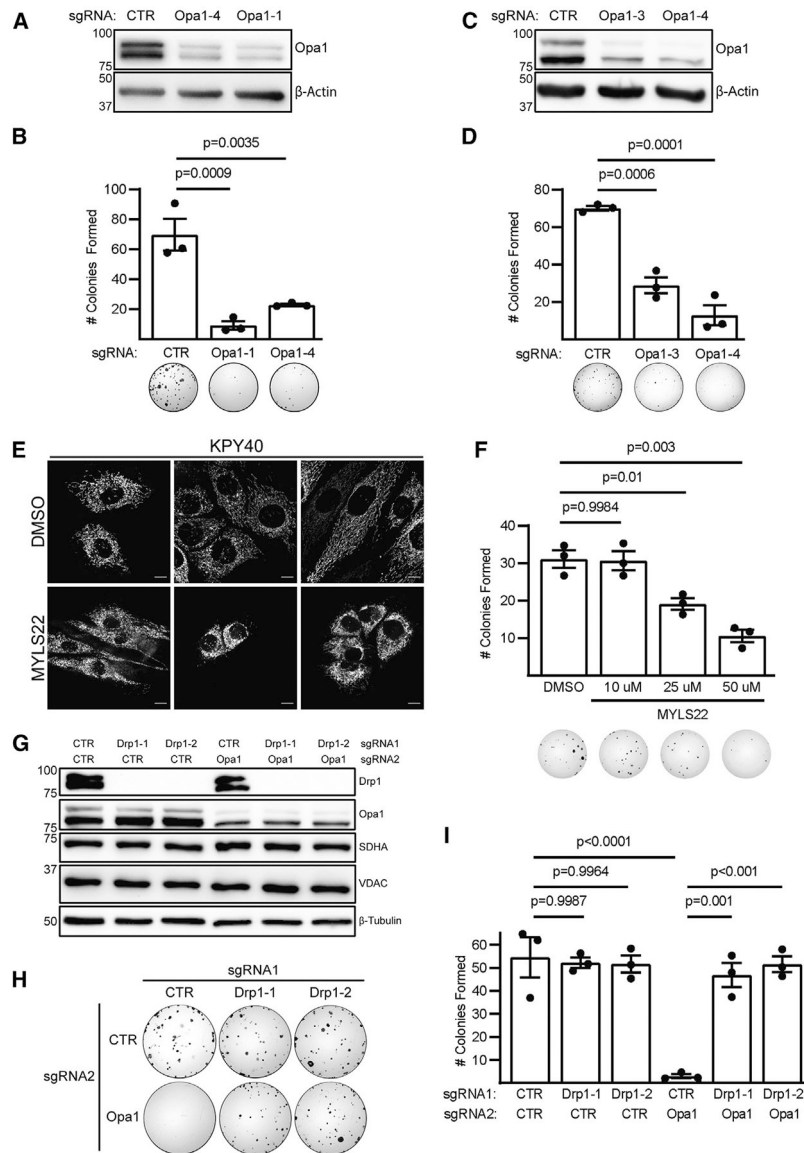 A
sgRNA: CTR Opa1-4 Opa1-1
100
75
Opa1
37
β-Actin
C
sgRNA: CTR Opa1-3 Opa1-4
100
75
Opa1
37
β-Actin
B
p=0.0035
p=0.0009
# Colonies Formed
100
80
60
40
20
sgRNA: CTR Opa1-1 Opa1-4
D
p=0.0001
p=0.0006
# Colonies Formed
80
60
40
20
sgRNA: CTR Opa1-3 Opa1-4
E
KPY40
DMSO
MYLS22
F
p=0.003
p=0.01
p=0.9984
# Colonies Formed
40
30
20
10
DMSO 10 uM 25 uM 50 uM
MYLS22
G
CTR Drp1-1 Drp1-2 CTR Drp1-1 Drp1-2 sgRNA1
CTR CTR CTR Opa1 Opa1 Opa1 sgRNA2
100
75
Drp1
75
Opa1
75
SDHA
37
VDAC
50
β-Tubulin
H
sgRNA1
CTR Drp1-1 Drp1-2
sgRNA2
CTR
Opa1
I
p<0.0001
p=0.9964 p<0.001
p=0.9987 p=0.001
# Colonies Formed
60
50
40
30
20
10
sgRNA1: CTR Drp1-1 Drp1-2 CTR Drp1-1 Drp1-2
sgRNA2: CTR CTR CTR Opa1 Opa1 Opa1